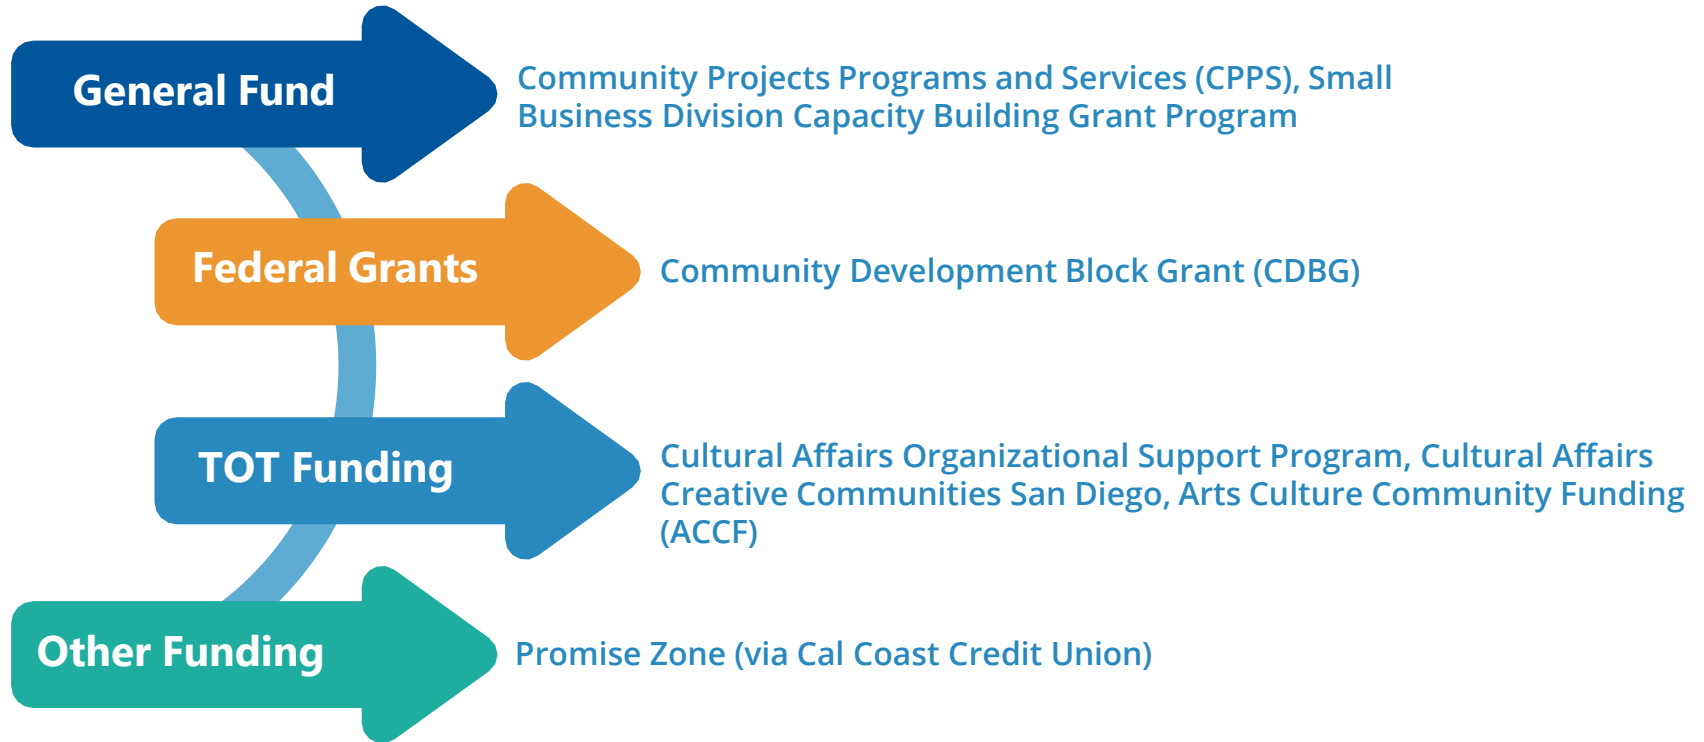 General Fund
Community Projects Programs and Services (CPPS), Small
Business Division Capacity Building Grant Program
Federal Grants
Community Development Block Grant (CDBG)
TOT Funding
Cultural Affairs Organizational Support Program, Cultural Affairs
Creative Communities San Diego, Arts Culture Community Funding
(ACCF)
Other Funding
Promise Zone (via Cal Coast Credit Union)